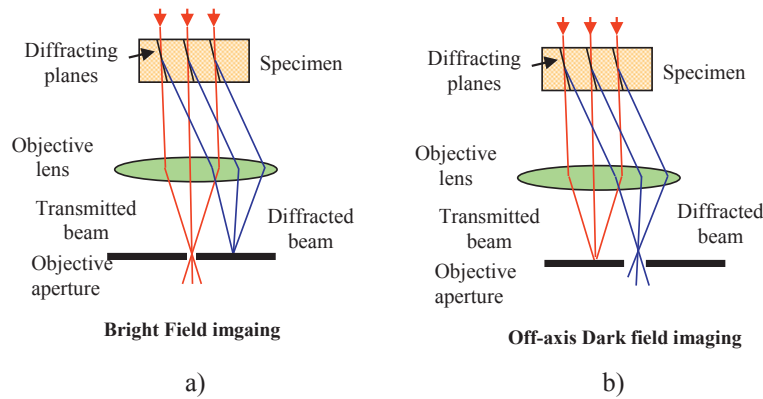 Diffracting
planes
Specimen
Objective
lens
Transmitted
beam
Diffracted
beam
Objective
aperture
Bright Field imgaing
a)
Diffracting
planes
Specimen
Objective
lens
Transmitted
beam
Diffracted
beam
Objective
aperture
Off-axis Dark field imaging
b)